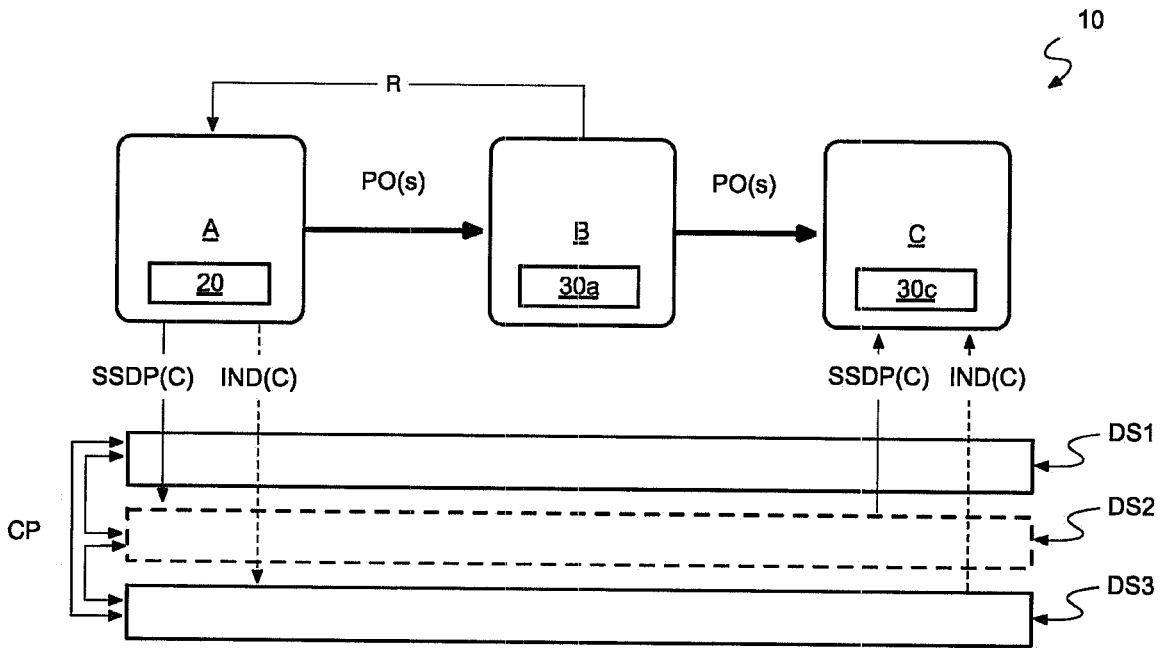 10
R
PO(s)
PO(s)
A
B
C
20
30a
30c
SSDP(C) IND(C)
SSDP(C) IND(C)
DS1
DS2
CP
DS3